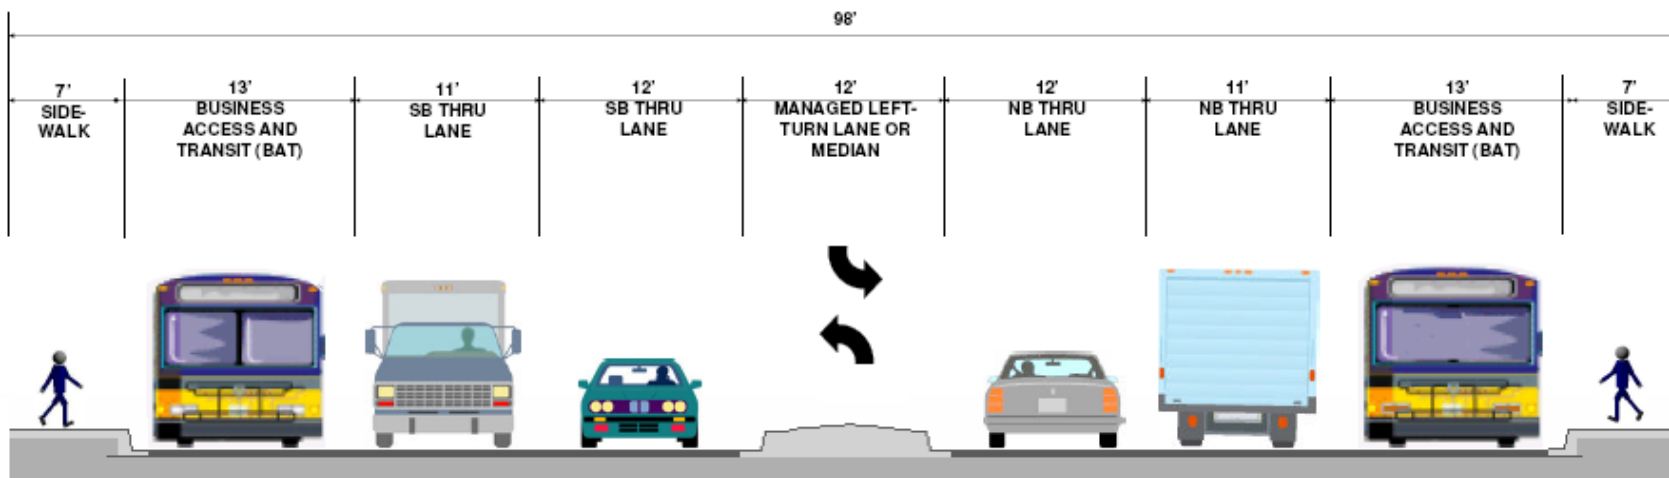 98'
7'
SIDE-
WALK
13'
BUSINESS
ACCESS AND
TRANSIT (BAT)
11'
SB THRU
LANE
12'
SB THRU
LANE
12'
MANAGED LEFT-
TURN LANE OR
MEDIAN
12'
NB THRU
LANE
11'
NB THRU
LANE
13'
BUSINESS
ACCESS AND
TRANSIT (BAT)
7'
SIDE-
WALK